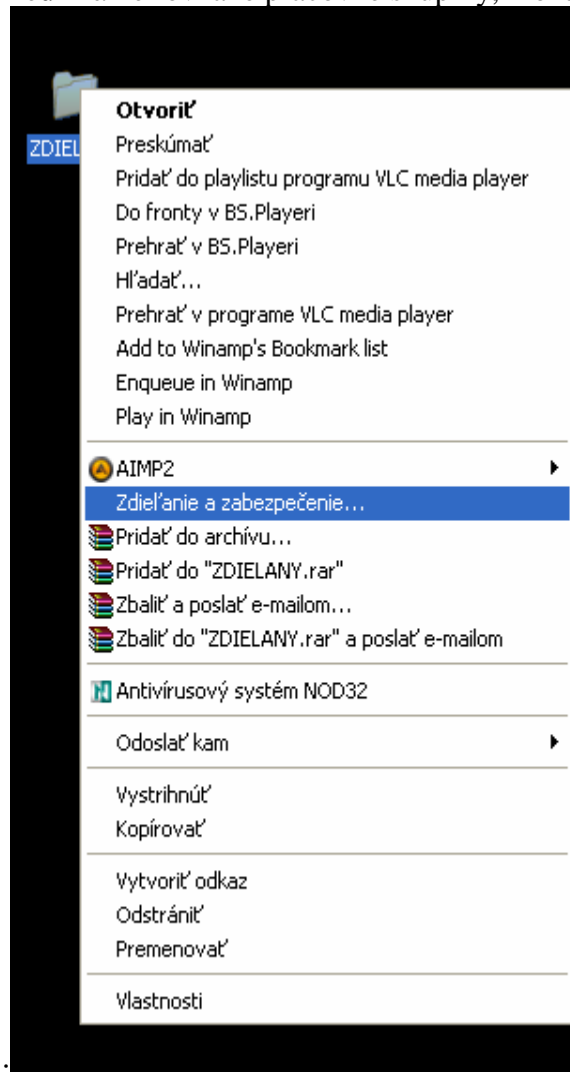 ZDIEL
Otvoriť
Preskúmať
Pridať do playlistu programu VLC media player
Do fronty v BS.Playeri
Prehrať v BS.Playeri
Hľadať...
Prehrať v programe VLC media player
Add to Winamp's Bookmark list
Enqueue in Winamp
Play in Winamp
AIMP2
Zdieľanie a zabezpečenie...
Pridať do archívu...
Pridať do "ZDIELANY.rar"
Zbaliť a poslať e-mailom...
Zbaliť do "ZDIELANY.rar" a poslať e-mailom
Antivírusový systém NOD32
Odoslať kam
Vystrihnúť
Kopírovať
Vytvoriť odkaz
Odstrániť
Premenovať
Vlastnosti
.